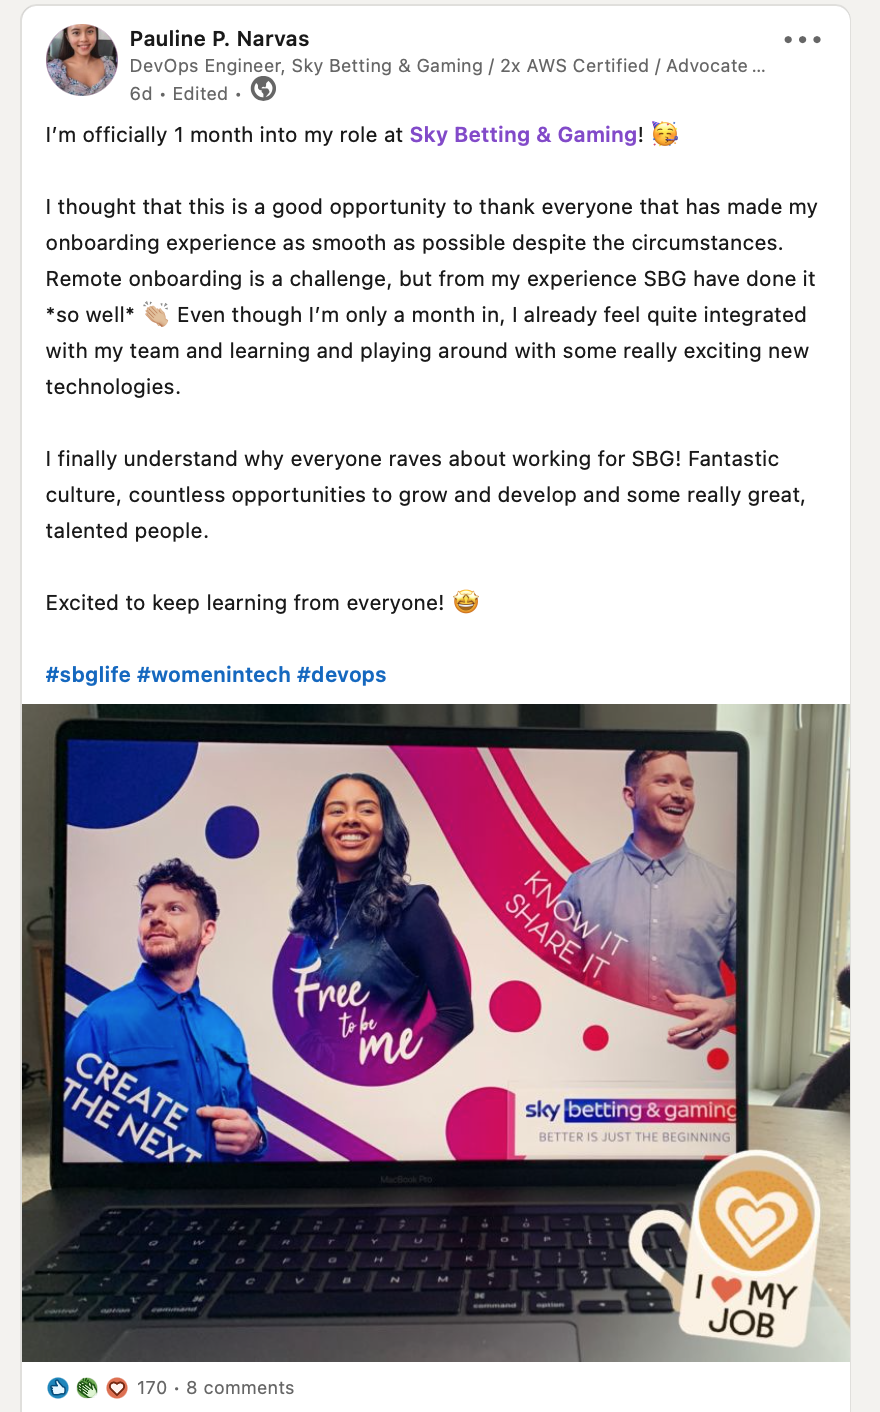 Pauline P. Narvas
DevOps Engineer, Sky Betting & Gaming / 2x AWS Certified / Advocate ...
6d • Edited •
I’m officially 1 month into my role at Sky Betting & Gaming! 🥳
I thought that this is a good opportunity to thank everyone that has made my
onboarding experience as smooth as possible despite the circumstances.
Remote onboarding is a challenge, but from my experience SBG have done it
*so well* 👏🏼 Even though I’m only a month in, I already feel quite integrated
with my team and learning and playing around with some really exciting new
technologies.
I finally understand why everyone raves about working for SBG! Fantastic
culture, countless opportunities to grow and develop and some really great,
talented people.
Excited to keep learning from everyone! 🤩
#sbglife #womenintech #devops
KNOW IT
SHARE IT
Free
to be
me
CREATE
THE NEXT
sky betting & gaming
BETTER IS JUST THE BEGINNING
MacBook Pro
command
option
control
option
command
I ❤ MY
JOB
170 • 8 comments